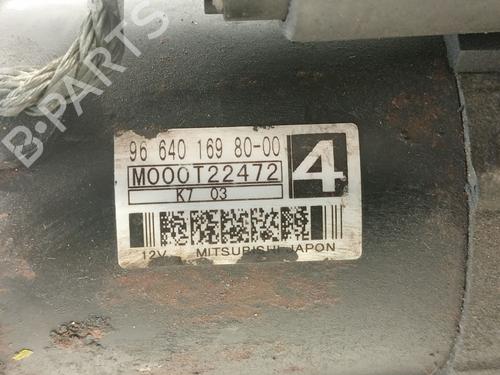 B-PARTS
96 640 169 80-00
4
M000T22472
K7 03
12V MITSUBISHI JAPON